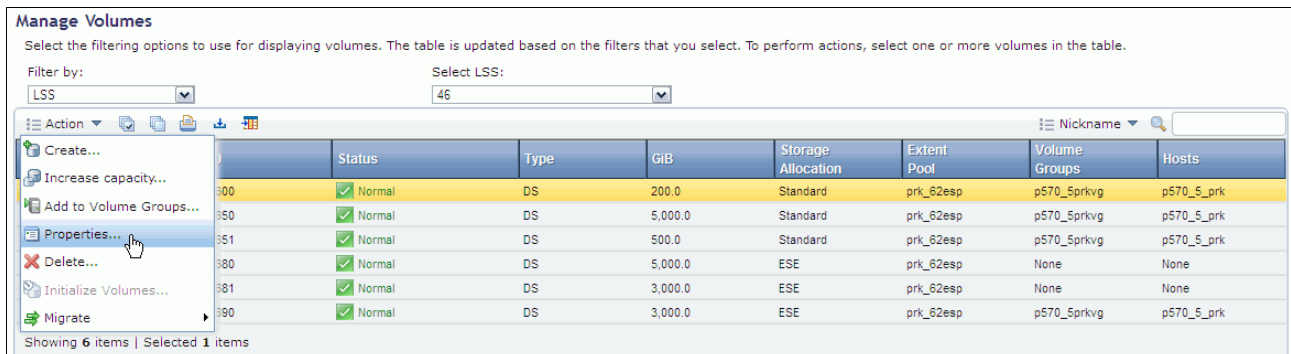 Manage Volumes
Select the filtering options to use for displaying volumes. The table is updated based on the filters that you select. To perform actions, select one or more volumes in the table.
Filter by: Select LSS:
LSS 46
Action Nickname
Create... Status Type GiB Storage Allocation Extent Pool Volume Groups Hosts
Increase capacity... 600 Normal DS 200.0 Standard prk_62esp p570_5prkvg p570_5_prk
Add to Volume Groups... 650 Normal DS 5,000.0 Standard prk_62esp p570_5prkvg p570_5_prk
Properties... 651 Normal DS 500.0 Standard prk_62esp p570_5prkvg p570_5_prk
Delete... 680 Normal DS 5,000.0 ESE prk_62esp None None
Initialize Volumes... 681 Normal DS 3,000.0 ESE prk_62esp None None
Migrate 690 Normal DS 3,000.0 ESE prk_62esp p570_5prkvg p570_5_prk
Showing 6 items | Selected 1 items